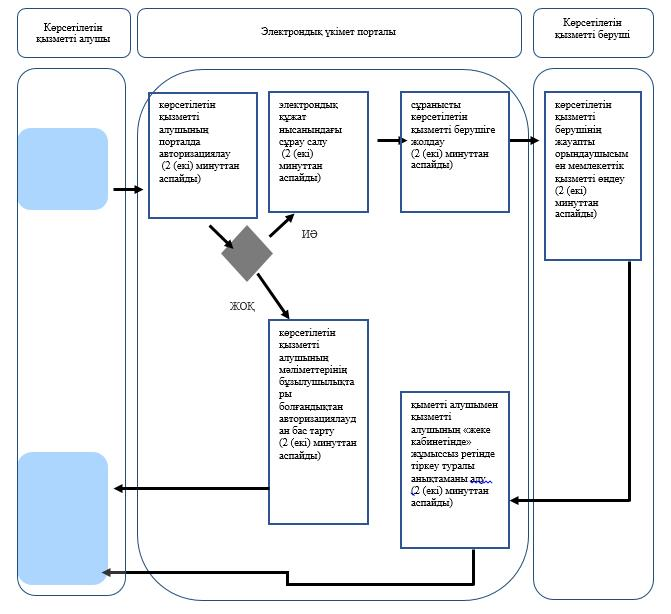 Көрсетілетін
қызметті алушы
Электрондық үкімет порталы
Көрсетілетін
қызметті беруші
көрсетілетін
қызметті
алушының
порталда
авторизациялау
(2 (екі) минуттан
аспайды)
электрондық
құжат
нысанындағы
сұрау салу
(2 (екі)
минуттан
аспайды)
сұранысты
көрсетілетін
қызметті берушіге
жолдау
(2 (екі) минуттан
аспайды)
көрсетілетін
қызметті
берушінің
жауапты
орындаушысым
ен мемлекеттік
қызметті өңдеу
(2 (екі)
минуттан
аспайды)
ИӘ
ЖОҚ
көрсетілетін
қызметті
алушының
мәліметтерінің
бұзылушылықта
ры
болғандықтан
авторизациялауд
ан бас тарту
(2 (екі) минуттан
аспайды)
қыметті алушымен
қызметті
алушының «жеке
кабинетінде»
жұмыссыз ретінде
тіркеу туралы
анықтаманы алу
(2 (екі) минуттан
аспайды)